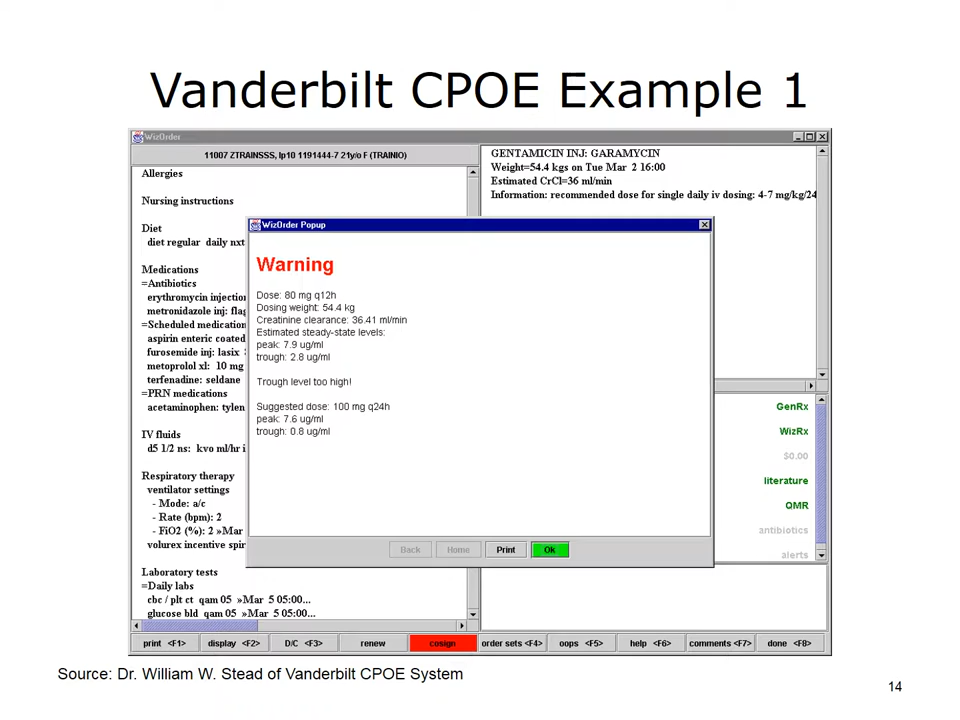 Vanderbilt CPOE Example 1
WizOrder
11007 ZTRAINSSS, Ip10 1191444-7 21y/o F (TRAINIO)
Allergies
Nursing instructions
Diet
diet regular daily nxt
Medications
=Antibiotics
erythromycin injection
metronidazole inj: flag
=Scheduled medication
aspirin enteric coated
furosemide inj: lasix
metoprolol xl: 10 mg
terfenadine: seldane
=PRN medications
acetaminophen: tylen
IV fluids
d5 1/2 ns: kvo ml/hr i
Respiratory therapy
ventilator settings
- Mode: a/c
- Rate (bpm): 2
- FiO2 (%): 2 »Mar
volurex incentive spir
Laboratory tests
=Daily labs
cbc / plt ct qam 05 »Mar 5 05:00...
glucose bld qam 05 »Mar 5 05:00...
GENTAMICIN INJ: GARAMYCIN
Weight=54.4 kgs on Tue Mar 2 16:00
Estimated CrCl=36 ml/min
Information: recommended dose for single daily iv dosing: 4-7 mg/kg/24
WizOrder Popup
Warning
Dose: 80 mg q12h
Dosing weight: 54.4 kg
Creatinine clearance: 36.41 ml/min
Estimated steady-state levels:
peak: 7.9 ug/ml
trough: 2.8 ug/ml
Trough level too high!
Suggested dose: 100 mg q24h
peak: 7.6 ug/ml
trough: 0.8 ug/ml
Back Home Print Ok
GenRx
WizRx
$0.00
literature
QMR
antibiotics
alerts
print <F1> display <F2> D/C <F3> renew cosign order sets <F4> oops <F5> help <F6> comments <F7> done <F8>
Source: Dr. William W. Stead of Vanderbilt CPOE System
14